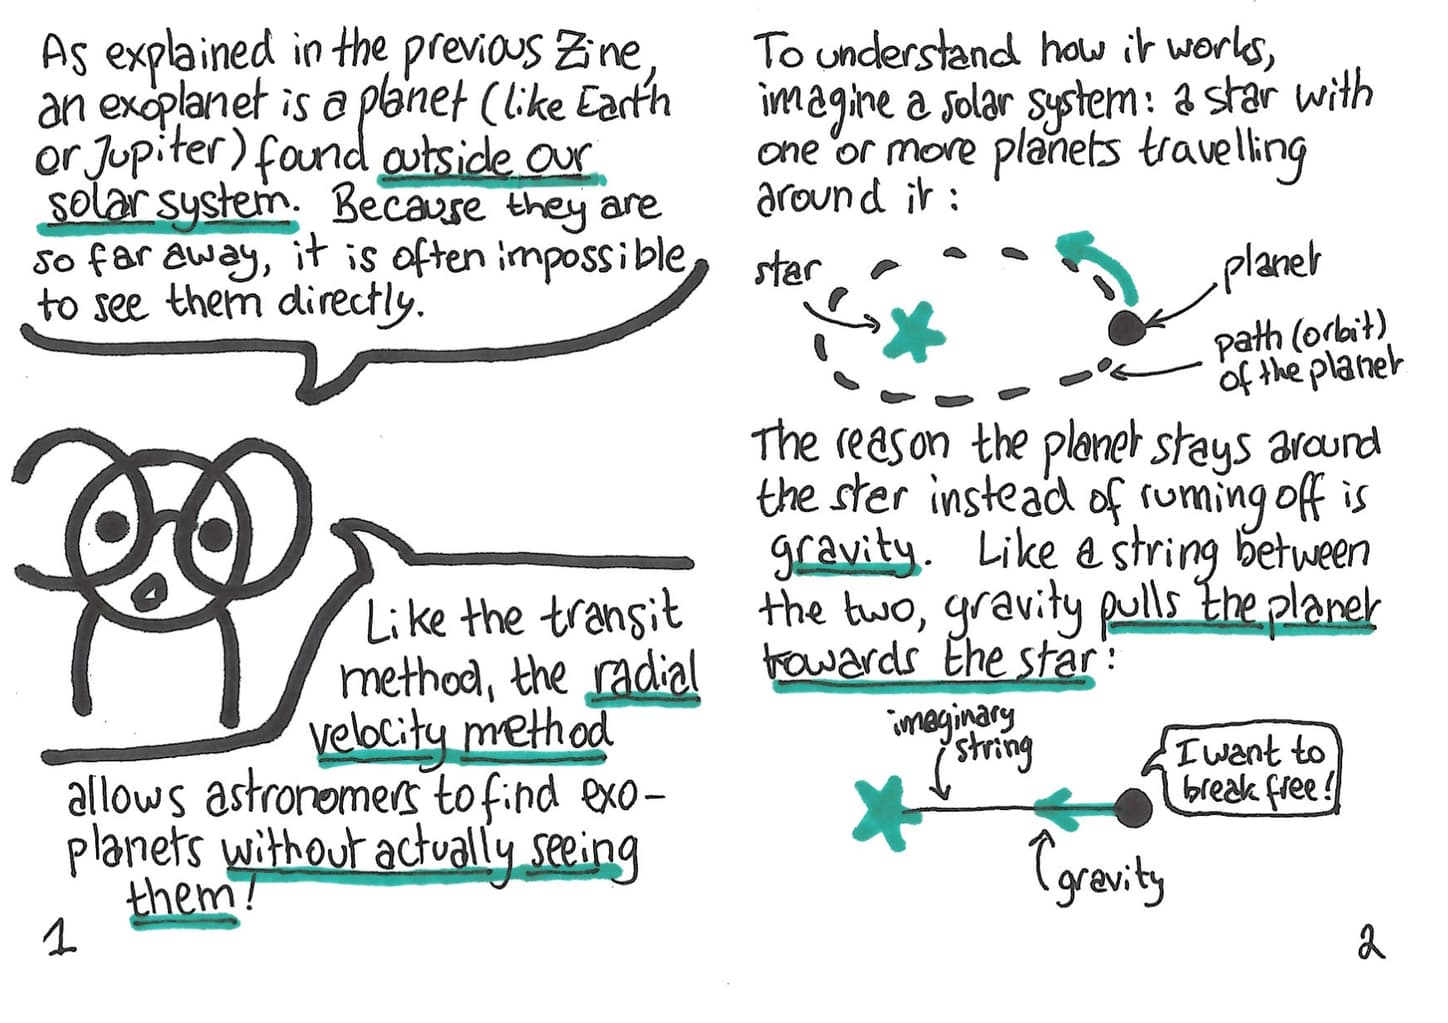 As explained in the previous Zine,
an exoplanet is a planet (like Earth
or Jupiter) found outside our
solar system. Because they are
so far away, it is often impossible
to see them directly.
Like the transit
method, the radial
velocity method
allows astronomers to find exo-
planets without actually seeing
them!
1
To understand how it works,
imagine a solar system: a star with
one or more planets travelling
around it:
star
planet
path (orbit)
of the planet
The reason the planet stays around
the ster instead of ruming off is
gravity. Like a string between
the two, gravity pulls the planet
towards the star:
imaginary
string
I want to
break free!
gravity
2